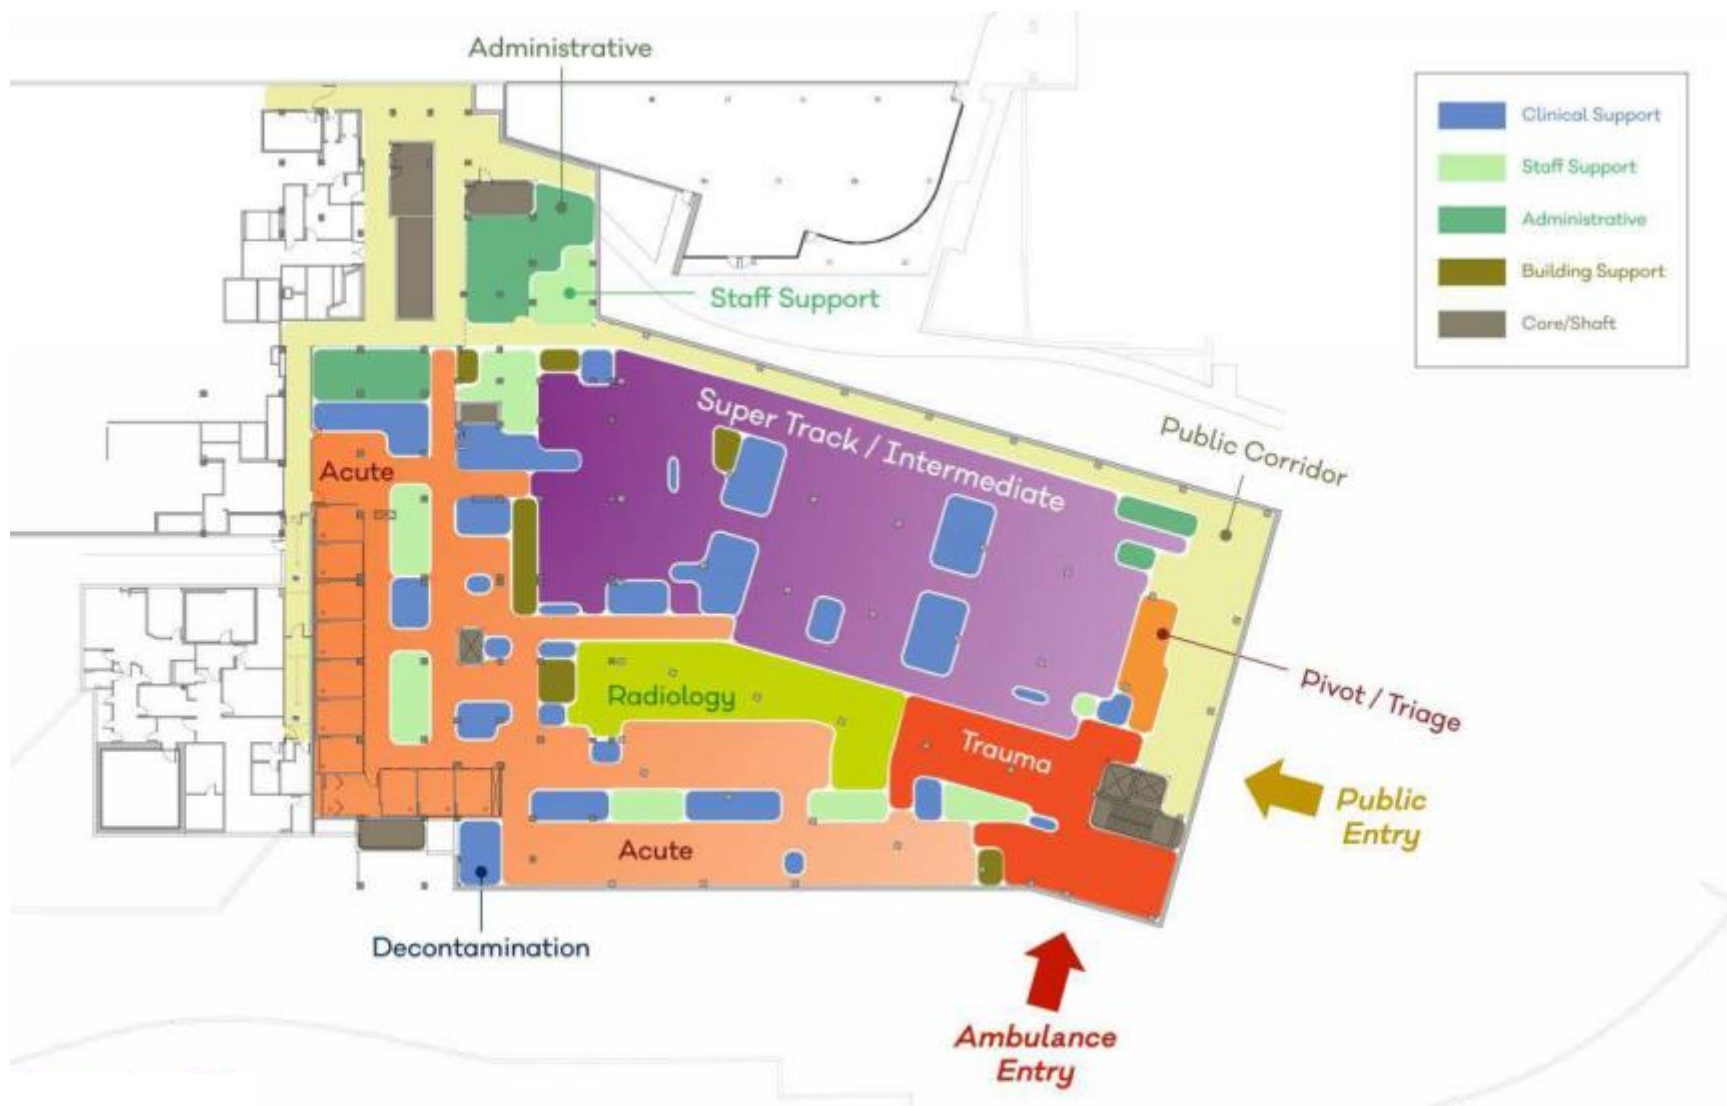 Administrative
Staff Support
Clinical Support
Staff Support
Administrative
Building Support
Core/Shaft
Super Track / Intermediate
Public Corridor
Acute
Radiology
Pivot / Triage
Trauma
Public
Entry
Acute
Decontamination
Ambulance
Entry